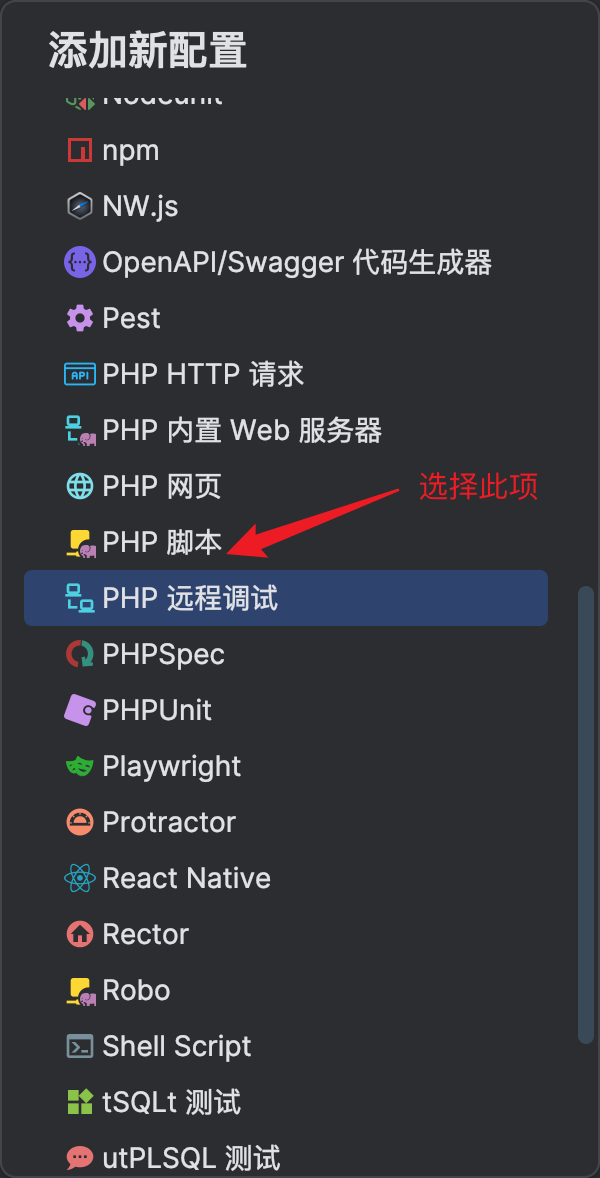 添加新配置
Nodeunit
npm
NW.js
OpenAPI/Swagger 代码生成器
Pest
API PHP HTTP 请求
PHP 内置 Web 服务器
PHP 网页
选择此项
PHP 脚本
PHP 远程调试
PHPSpec
PHPUnit
Playwright
Protractor
React Native
Rector
Robo
Shell Script
tSQLt 测试
utPLSQL 测试